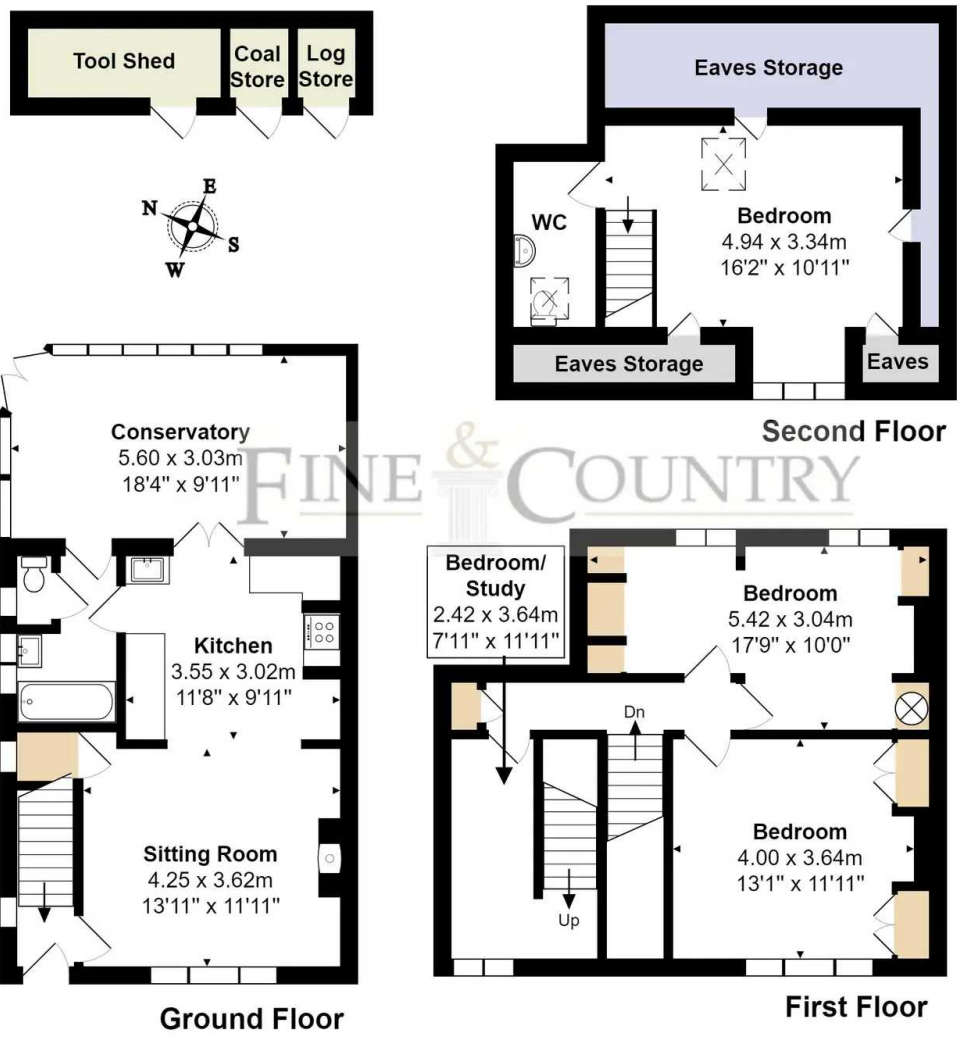 Tool Shed
Coal
Store
Log
Store
N
E
S
W
Eaves Storage
WC
Bedroom
4.94 x 3.34m
16'2" x 10'11"
Eaves Storage
Eaves
Second Floor
Conservatory
5.60 x 3.03m
18'4" x 9'11"
FINE & COUNTRY
Kitchen
3.55 x 3.02m
11'8" x 9'11"
Sitting Room
4.25 x 3.62m
13'11" x 11'11"
Ground Floor
Bedroom/
Study
2.42 x 3.64m
7'11" x 11'11"
Bedroom
5.42 x 3.04m
17'9" x 10'0"
Dn
Up
Bedroom
4.00 x 3.64m
13'1" x 11'11"
First Floor